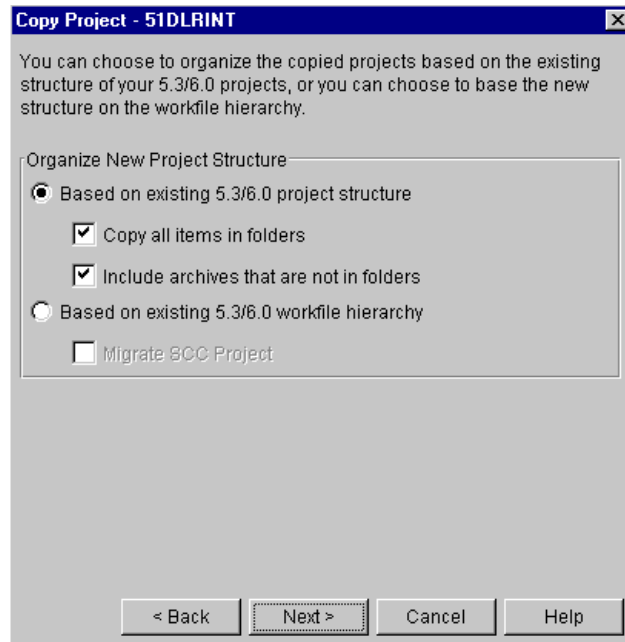 Copy Project - 51DLRINT
You can choose to organize the copied projects based on the existing
structure of your 5.3/6.0 projects, or you can choose to base the new
structure on the workfile hierarchy.
Organize New Project Structure
Based on existing 5.3/6.0 project structure
Copy all items in folders
Include archives that are not in folders
Based on existing 5.3/6.0 workfile hierarchy
Migrate SCC Project
< Back Next > Cancel Help